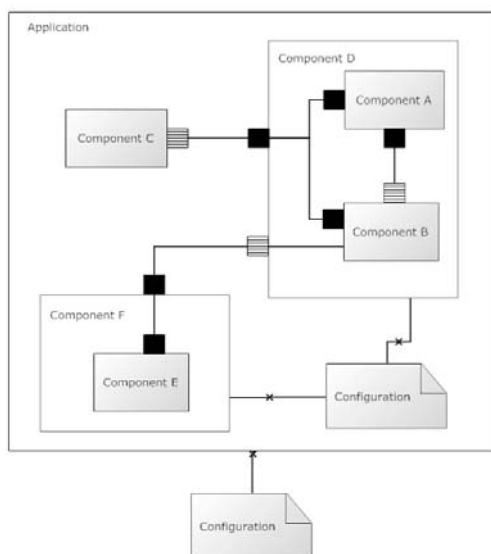 Application
Component D
Component A
Component C
Component B
Component F
Component E
Configuration
Configuration